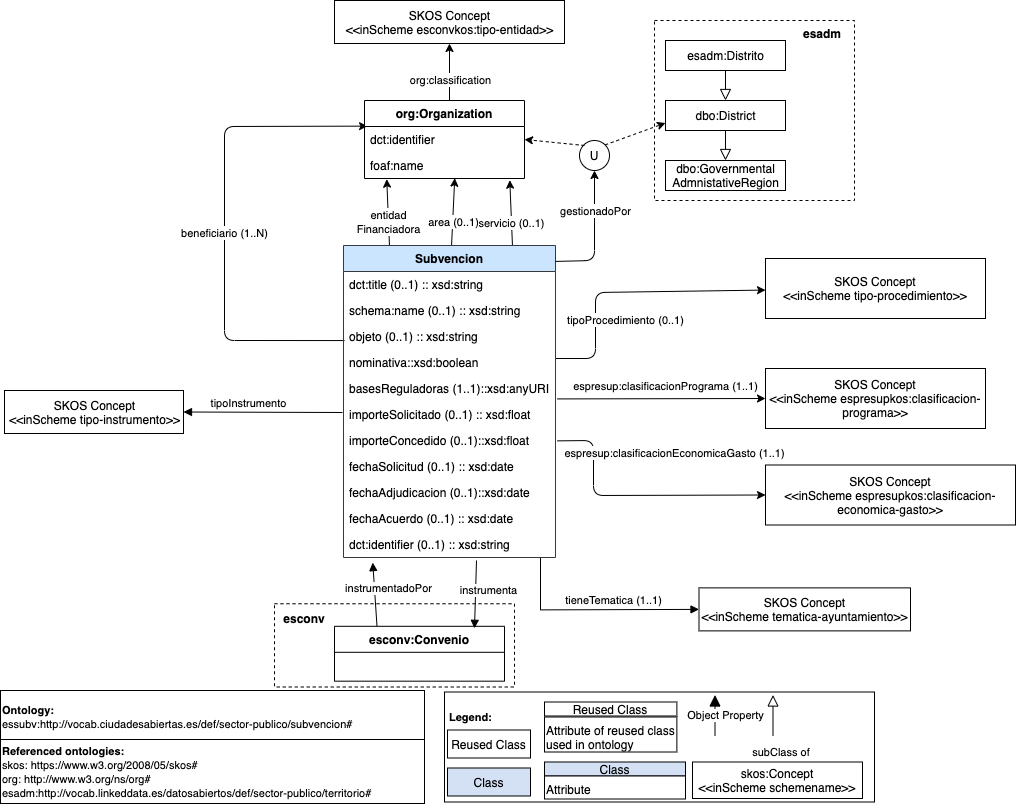 SKOS Concept
<<inScheme esconvkos:tipo-entidad>>
esadm
esadm:Distrito
org:classification
org:Organization
dct:identifier
foaf:name
dbo:District
U
dbo:Governmental
AdmnistativeRegion
entidad
Financiadora
area (0..1)
servicio (0..1)
gestionadoPor
beneficiario (1..N)
Subvencion
dct:title (0..1) :: xsd:string
schema:name (0..1) :: xsd:string
objeto (0..1) :: xsd:string
nominativa::xsd:boolean
basesReguladoras (1..1)::xsd:anyURI
importeSolicitado (0..1) :: xsd:float
importeConcedido (0..1)::xsd:float
fechaSolicitud (0..1) :: xsd:date
fechaAdjudicacion (0..1)::xsd:date
fechaAcuerdo (0..1) :: xsd:date
dct:identifier (0..1) :: xsd:string
SKOS Concept
<<inScheme tipo-procedimiento>>
tipoProcedimiento (0..1)
espresup:clasificacionPrograma (1..1)
SKOS Concept
<<inScheme espresupkos:clasificacion-
programa>>
tipoInstrumento
SKOS Concept
<<inScheme tipo-instrumento>>
espresup:clasificacionEconomicaGasto (1..1)
SKOS Concept
<<inScheme espresupkos:clasificacion-
economica-gasto>>
instrumentadoPor
instrumenta
tieneTematica (1..1)
SKOS Concept
<<inScheme tematica-ayuntamiento>>
esconv
esconv:Convenio
Ontology:
essubv:http://vocab.ciudadesabiertas.es/def/sector-publico/subvencion#
Referenced ontologies:
skos: https://www.w3.org/2008/05/skos#
org: http://www.w3.org/ns/org#
esadm:http://vocab.linkeddata.es/datosabiertos/def/sector-publico/territorio#
Legend:
Reused Class
Class
Reused Class
Attribute of reused class
used in ontology
Class
Attribute
Object Property
subClass of
skos:Concept
<<inScheme schemename>>